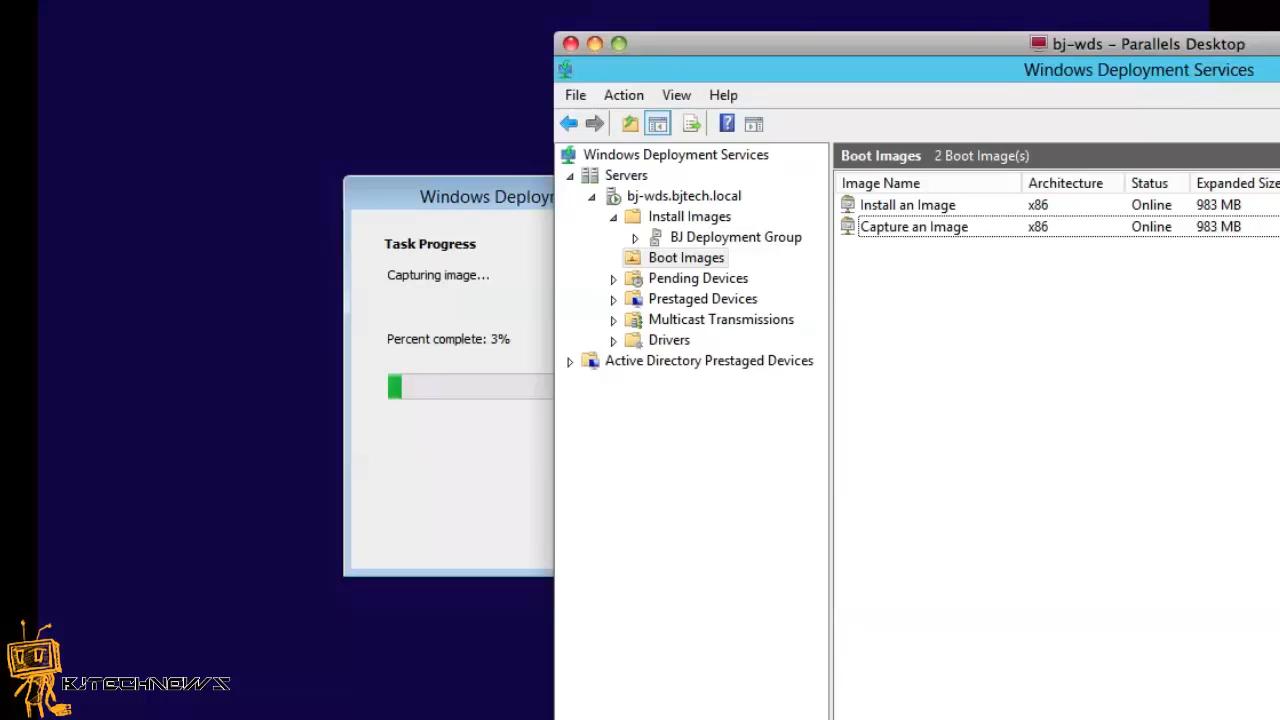 bj-wds – Parallels Desktop
Windows Deployment Services
File Action View Help
Windows Deployment Services
Servers
bj-wds.bjtech.local
Install Images
BJ Deployment Group
Boot Images
Pending Devices
Prestaged Devices
Multicast Transmissions
Drivers
Active Directory Prestaged Devices
Boot Images 2 Boot Image(s)
Image Name Architecture Status Expanded Size
Install an Image x86 Online 983 MB
Capture an Image x86 Online 983 MB
Windows Deploy
Task Progress
Capturing image...
Percent complete: 3%
BJTECHNEWS